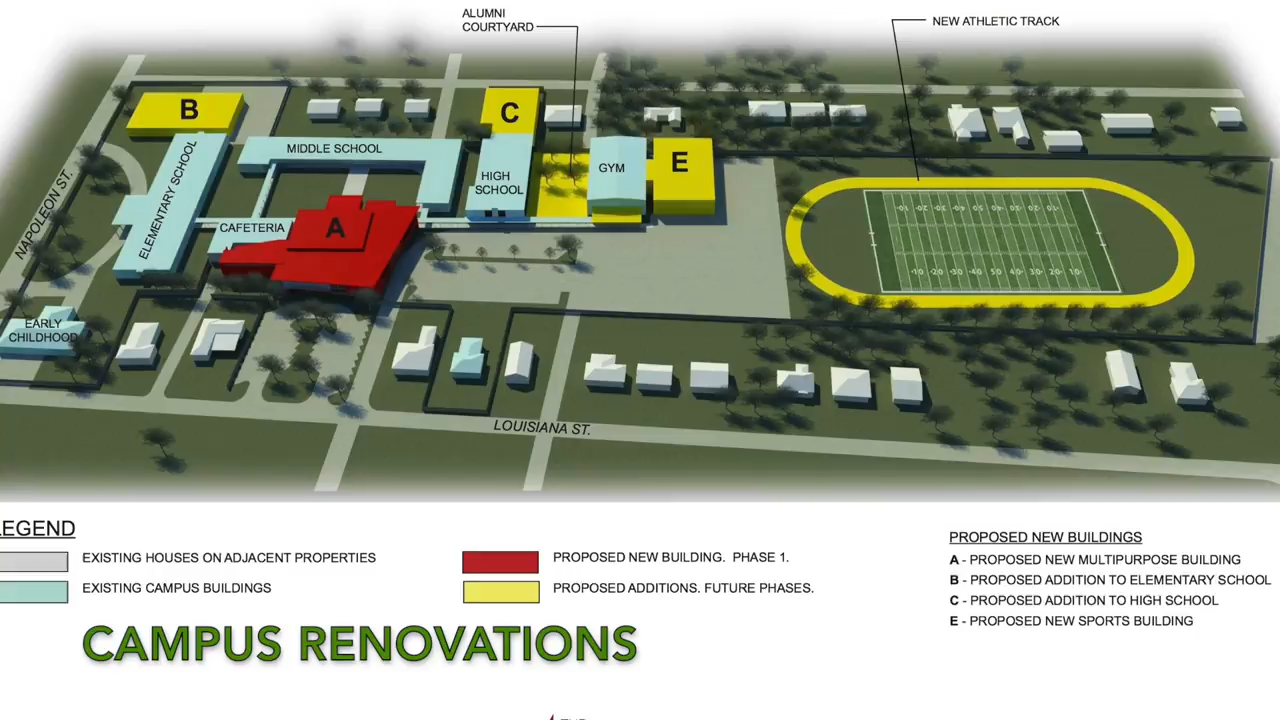 ALUMNI
COURTYARD
NEW ATHLETIC TRACK
B
C
MIDDLE SCHOOL
GYM
E
HIGH
SCHOOL
NAPOLEON ST.
ELEMENTARY SCHOOL
CAFETERIA
A
EARLY
CHILDHOOD
LOUISIANA ST.
LEGEND
EXISTING HOUSES ON ADJACENT PROPERTIES
EXISTING CAMPUS BUILDINGS
PROPOSED NEW BUILDING. PHASE 1.
PROPOSED ADDITIONS. FUTURE PHASES.
PROPOSED NEW BUILDINGS
A - PROPOSED NEW MULTIPURPOSE BUILDING
B - PROPOSED ADDITION TO ELEMENTARY SCHOOL
C - PROPOSED ADDITION TO HIGH SCHOOL
E - PROPOSED NEW SPORTS BUILDING
CAMPUS RENOVATIONS